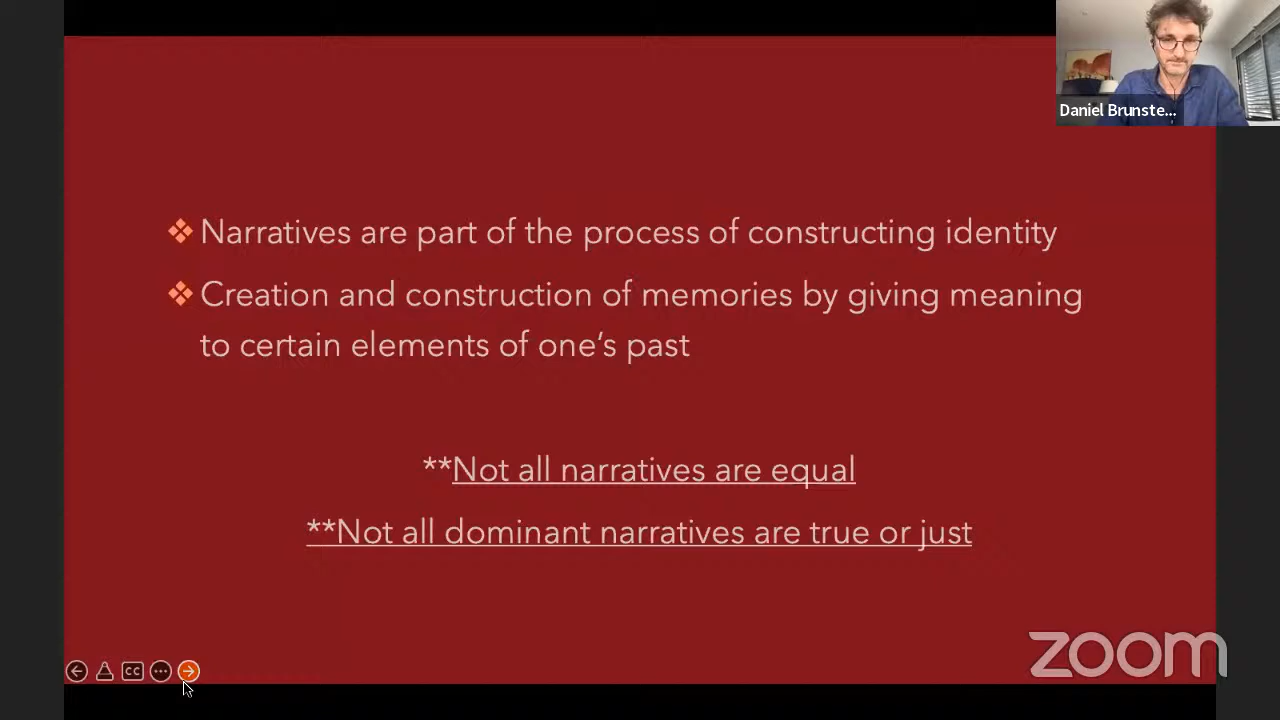 Daniel Brunste...
Narratives are part of the process of constructing identity
Creation and construction of memories by giving meaning
to certain elements of one's past
**Not all narratives are equal
**Not all dominant narratives are true or just
CC
zoom